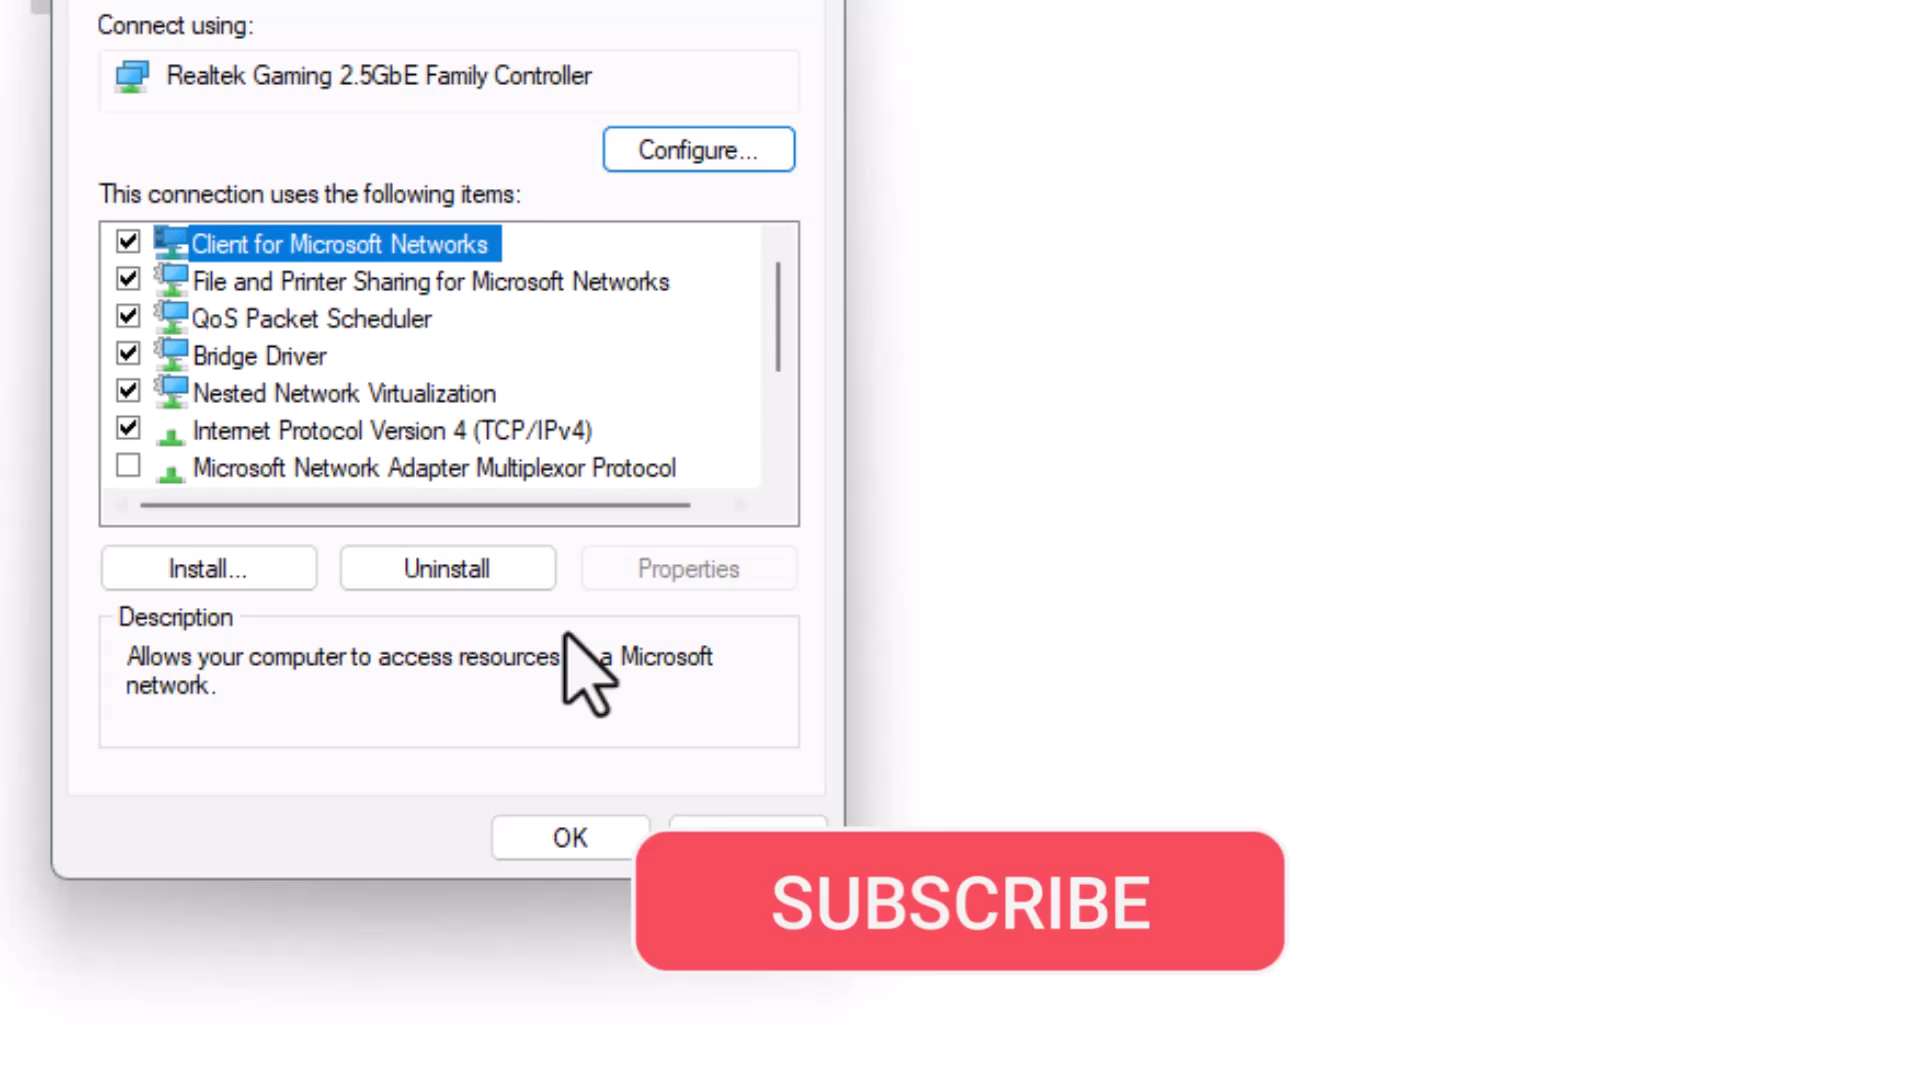 Connect using:
Realtek Gaming 2.5GbE Family Controller
Configure...
This connection uses the following items:
Client for Microsoft Networks
File and Printer Sharing for Microsoft Networks
QoS Packet Scheduler
Bridge Driver
Nested Network Virtualization
Internet Protocol Version 4 (TCP/IPv4)
Microsoft Network Adapter Multiplexor Protocol
Install... Uninstall Properties
Description
Allows your computer to access resources a Microsoft
network.
OK
SUBSCRIBE